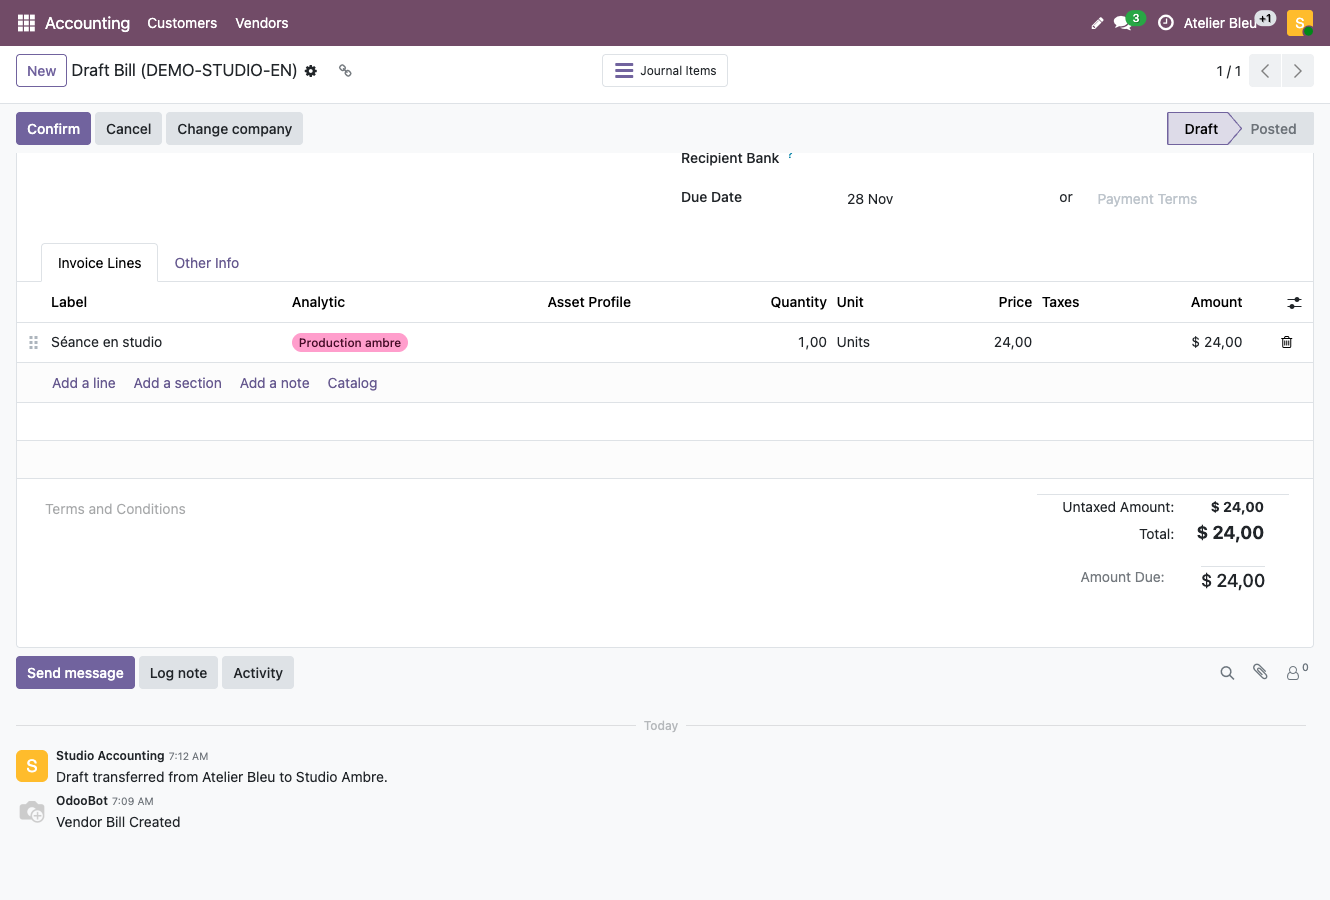 Accounting Customers Vendors 3 Atelier Bleu +1 S
New Draft Bill (DEMO-STUDIO-EN) Journal Items 1 / 1
Confirm Cancel Change company Draft Posted
Recipient Bank ?
Due Date 28 Nov or Payment Terms
Invoice Lines Other Info
Label Analytic Asset Profile Quantity Unit Price Taxes Amount
Séance en studio Production ambre 1,00 Units 24,00 $ 24,00
Add a line Add a section Add a note Catalog
Terms and Conditions
Untaxed Amount: $ 24,00
Total: $ 24,00
Amount Due: $ 24,00
Send message Log note Activity 0
Today
S Studio Accounting 7:12 AM
Draft transferred from Atelier Bleu to Studio Ambre.
OdooBot 7:09 AM
Vendor Bill Created